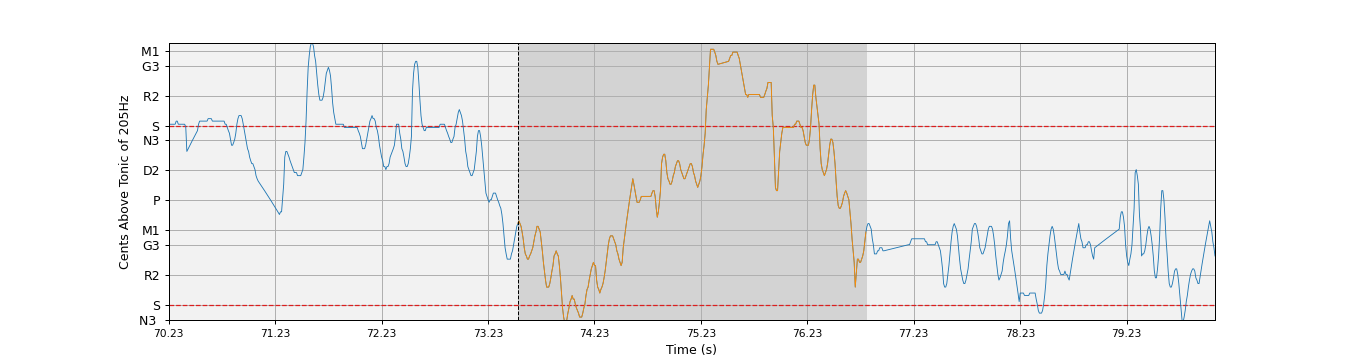 Cents Above Tonic of 205Hz
M1
G3
R2
S
N3
D2
P
M1
G3
R2
S
N3
70.23 71.23 72.23 73.23 74.23 75.23 76.23 77.23 78.23 79.23
Time (s)